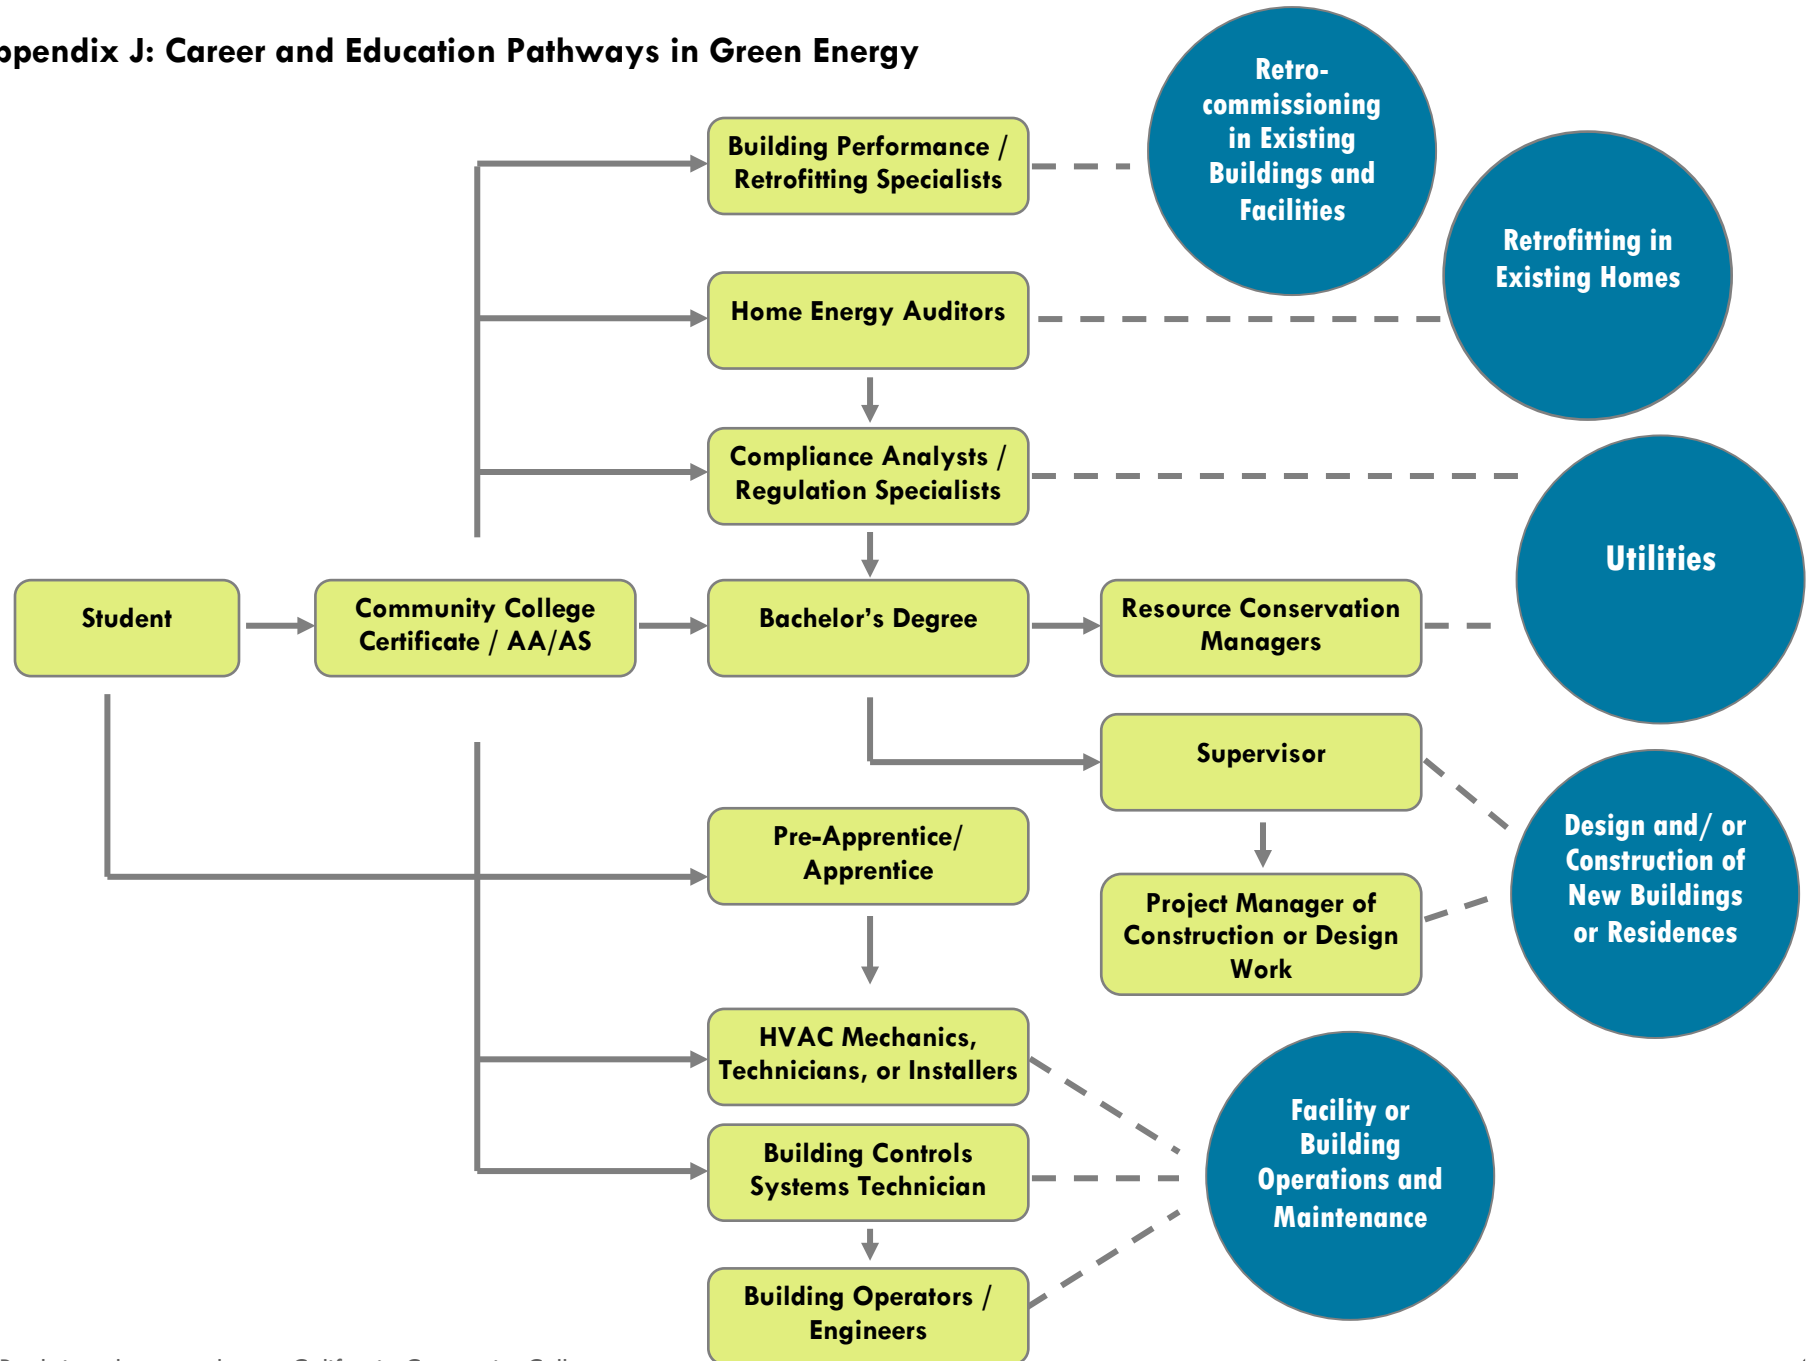 ppendix J: Career and Education Pathways in Green Energy
Retro-
commissioning
in Existing
Buildings and
Facilities
Building Performance /
Retrofitting Specialists
Retrofitting in
Existing Homes
Home Energy Auditors
Compliance Analysts /
Regulation Specialists
Utilities
Student
Community College
Certificate / AA/AS
Bachelor’s Degree
Resource Conservation
Managers
Supervisor
Pre-Apprentice/
Apprentice
Design and/ or
Construction of
New Buildings
or Residences
Project Manager of
Construction or Design
Work
HVAC Mechanics,
Technicians, or Installers
Facility or
Building
Operations and
Maintenance
Building Controls
Systems Technician
Building Operators /
Engineers